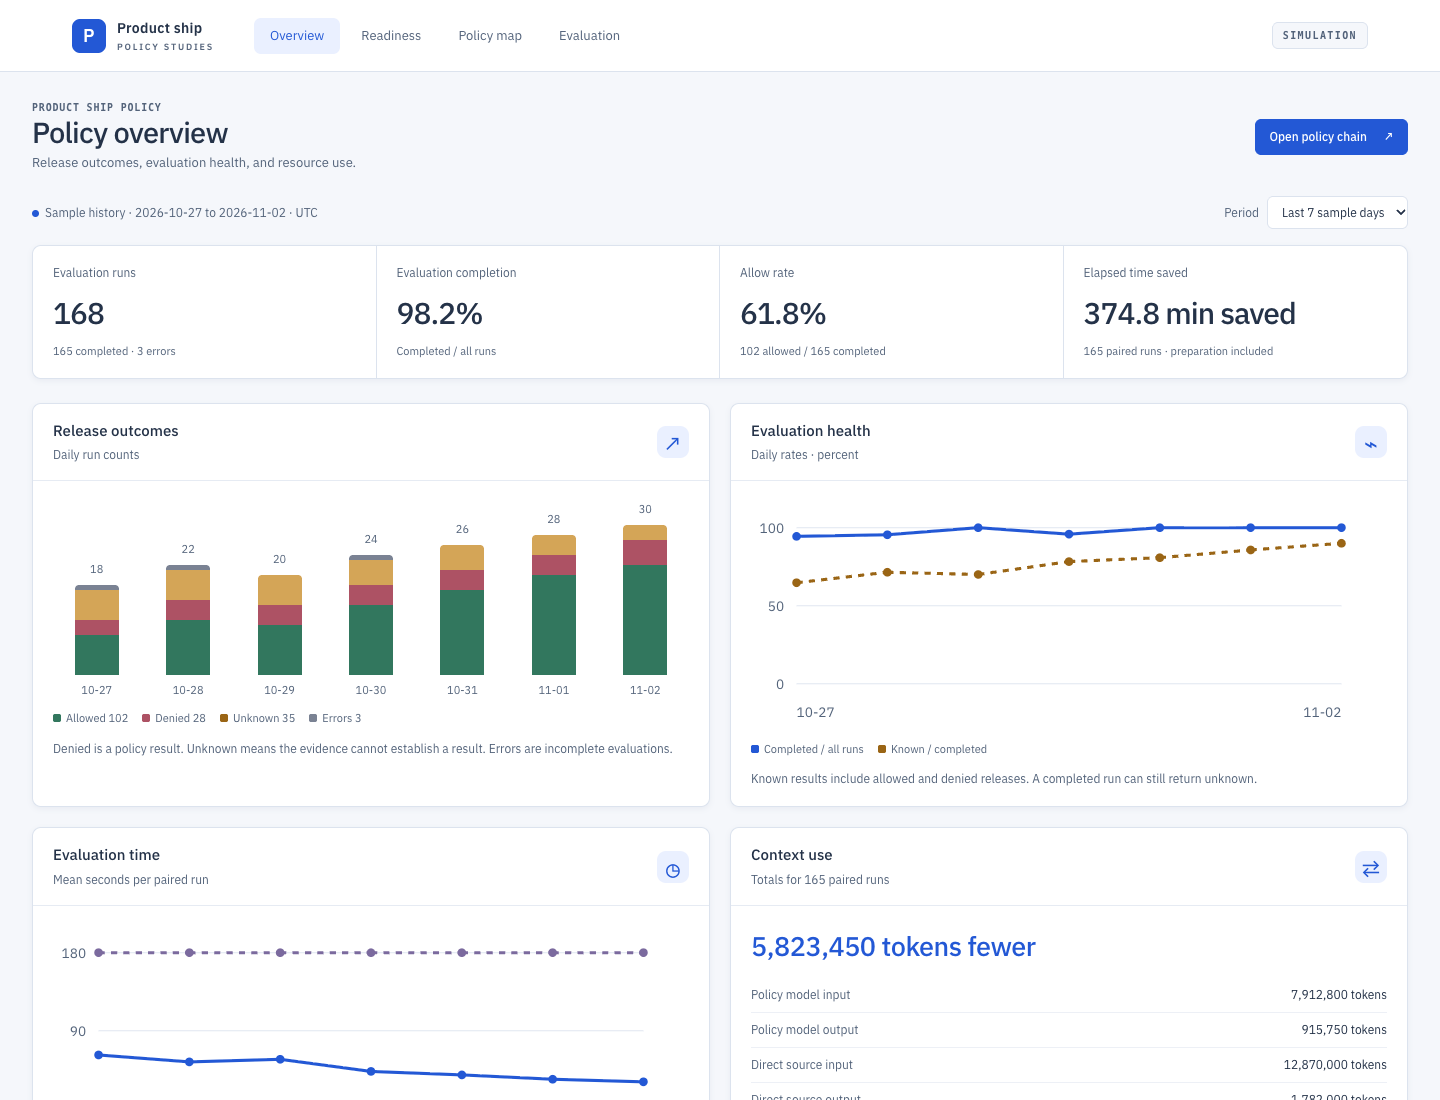 P
Product ship
POLICY STUDIES
Overview
Readiness
Policy map
Evaluation
SIMULATION
PRODUCT SHIP POLICY
Policy overview
Release outcomes, evaluation health, and resource use.
Open policy chain ↗
Sample history · 2026-10-27 to 2026-11-02 · UTC
Period
Last 7 sample days
Evaluation runs
168
165 completed · 3 errors
Evaluation completion
98.2%
Completed / all runs
Allow rate
61.8%
102 allowed / 165 completed
Elapsed time saved
374.8 min saved
165 paired runs · preparation included
Release outcomes
Daily run counts
18
22
20
24
26
28
30
10-27
10-28
10-29
10-30
10-31
11-01
11-02
Allowed 102
Denied 28
Unknown 35
Errors 3
Denied is a policy result. Unknown means the evidence cannot establish a result. Errors are incomplete evaluations.
Evaluation health
Daily rates · percent
100
50
0
10-27
11-02
Completed / all runs
Known / completed
Known results include allowed and denied releases. A completed run can still return unknown.
Evaluation time
Mean seconds per paired run
180
90
Context use
Totals for 165 paired runs
5,823,450 tokens fewer
Policy model input
7,912,800 tokens
Policy model output
915,750 tokens
Direct source input
12,870,000 tokens
Direct source output
1,782,000 tokens